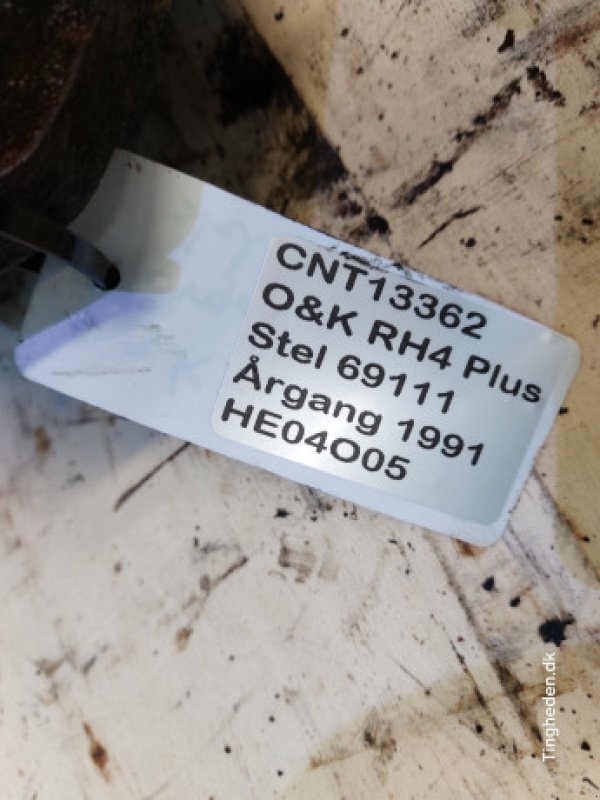 CNT13362
O&K RH4 Plus
Stel 69111
Årgang 1991
HE04O05
Tingheden.dk